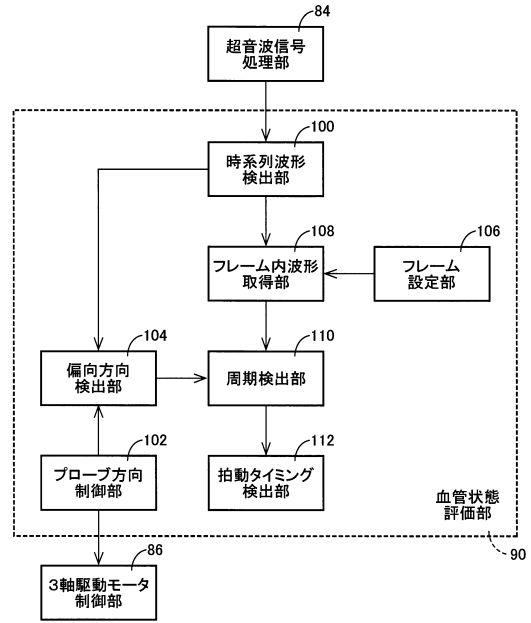 84
超音波信号
処理部
100
時系列波形
検出部
108
フレーム内波形
取得部
106
フレーム
設定部
104
偏向方向
検出部
110
周期検出部
102
プローブ方向
制御部
112
拍動タイミング
検出部
血管状態
評価部
90
86
3軸駆動モータ
制御部